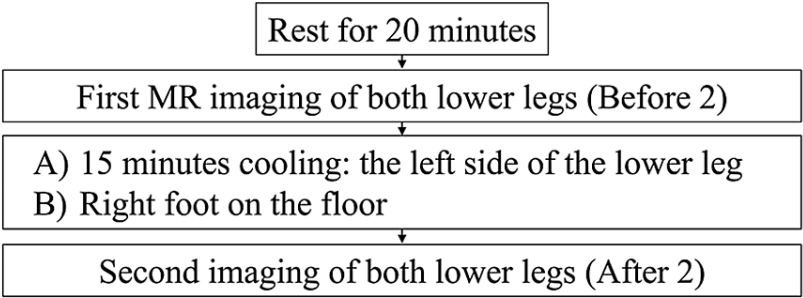 Rest for 20 minutes
First MR imaging of both lower legs (Before 2)
A) 15 minutes cooling: the left side of the lower leg
B) Right foot on the floor
Second imaging of both lower legs (After 2)